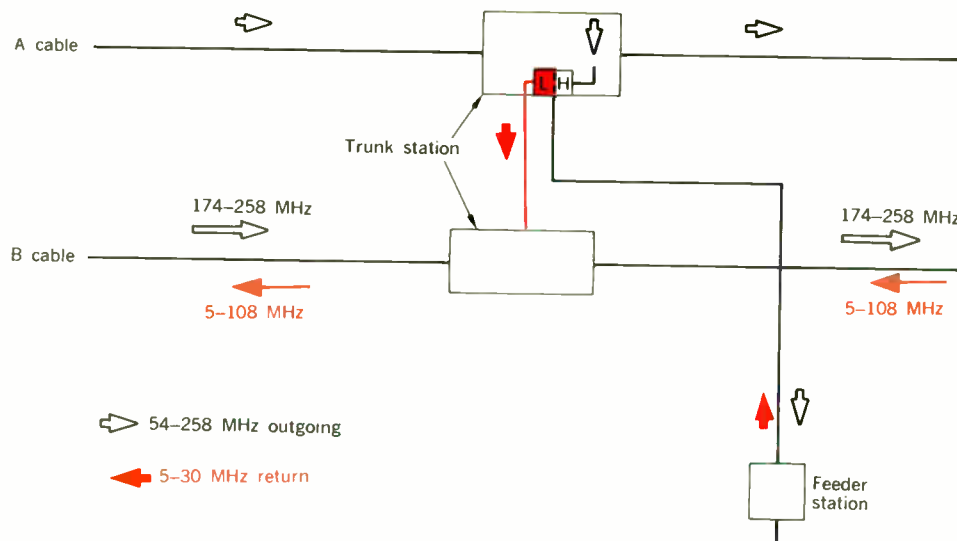 A cable
L H
Trunk station
174–258 MHz
174–258 MHz
B cable
5–108 MHz
5–108 MHz
54–258 MHz outgoing
5–30 MHz return
Feeder
station